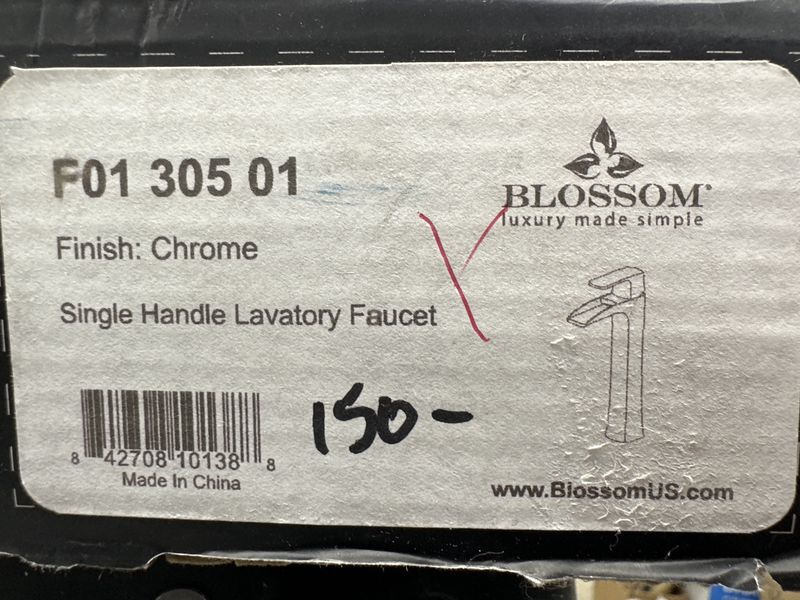 F01 305 01
Finish: Chrome
Single Handle Lavatory Faucet
BLOSSOM®
luxury made simple
150-
8 42708 10138 8
Made In China
www.BlossomUS.com